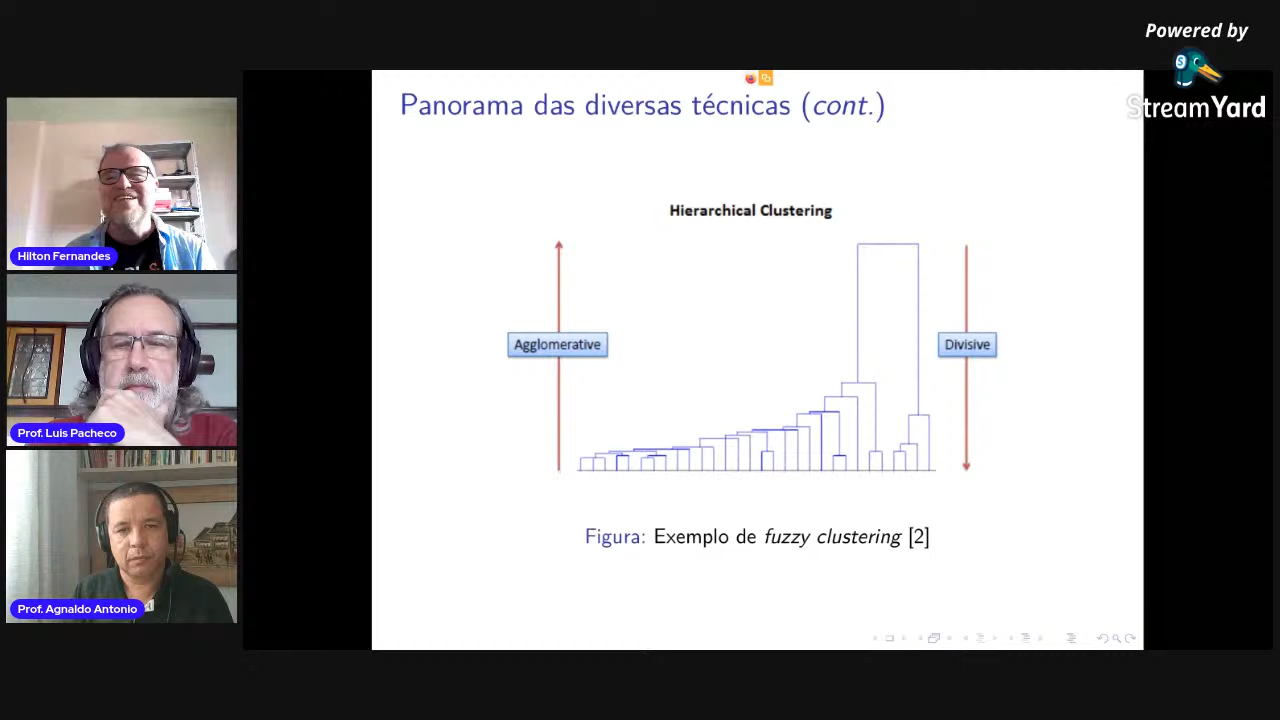 Powered by
StreamYard
Panorama das diversas técnicas (cont.)
Hierarchical Clustering
Agglomerative
Divisive
Figura: Exemplo de fuzzy clustering [2]
Hilton Fernandes
Prof. Luis Pacheco
Prof. Agnaldo Antonio